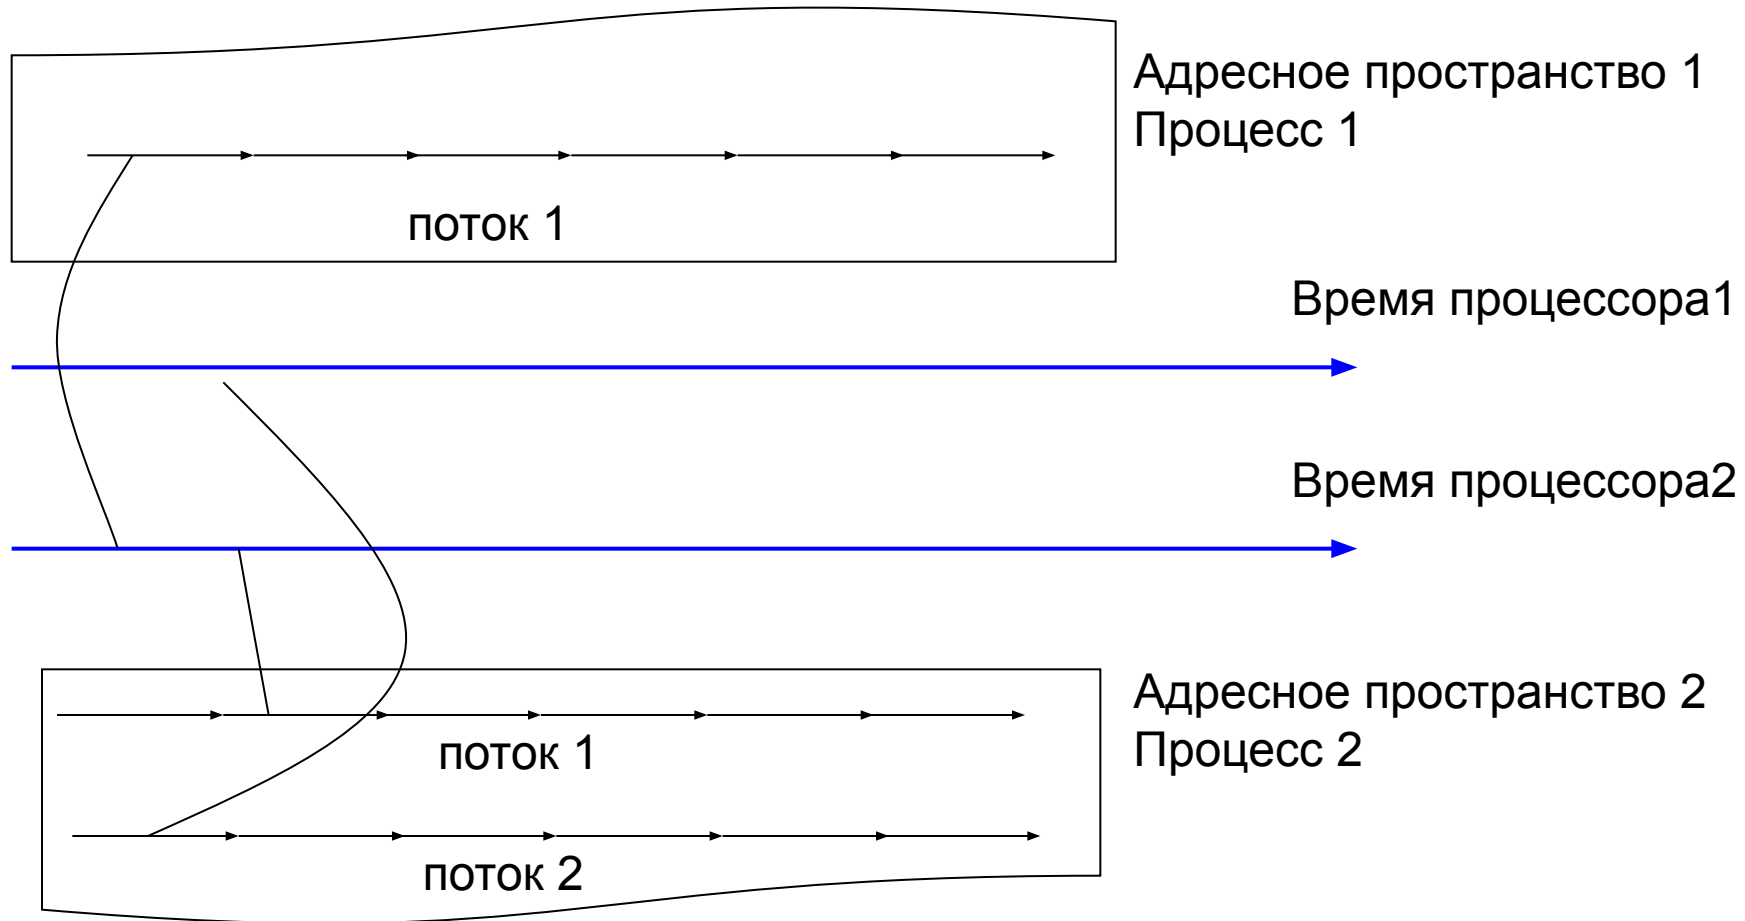 Адресное пространство 1
Процесс 1
поток 1
Время процессора1
Время процессора2
Адресное пространство 2
Процесс 2
поток 1
поток 2